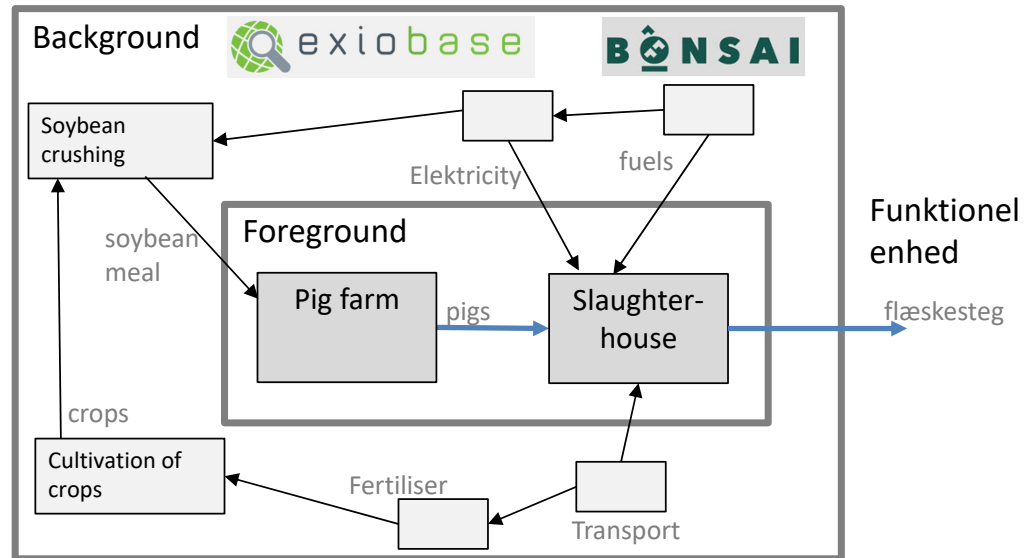 Background
exiobase
BONSAI
Soybean
crushing
Elektricity
fuels
Funktionel
enhed
soybean
meal
Foreground
Pig farm
pigs
Slaughter-
house
flæskesteg
crops
Cultivation of
crops
Fertiliser
Transport